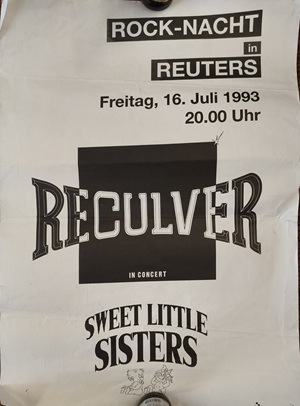 ROCK-NACHT
in
REUTERS
Freitag, 16. Juli 1993
20.00 Uhr
RECULVER
IN CONCERT
SWEET LITTLE
SISTERS